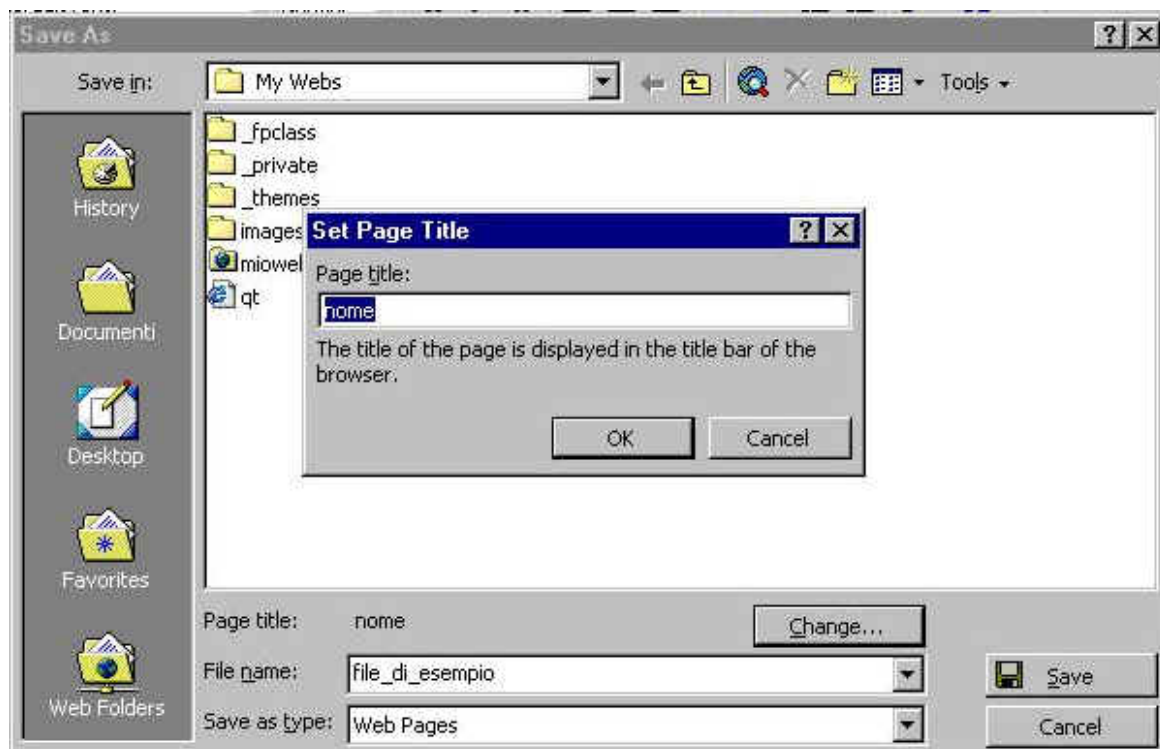 Save As
Save in:
My Webs
Tools
History
Documenti
Desktop
Favorites
Web Folders
_fpclass
_private
_themes
images
miowel
qt
Set Page Title
Page title:
nome
The title of the page is displayed in the title bar of the
browser.
OK
Cancel
Page title:
nome
Change...
File name:
file_di_esempio
Save
Save as type:
Web Pages
Cancel